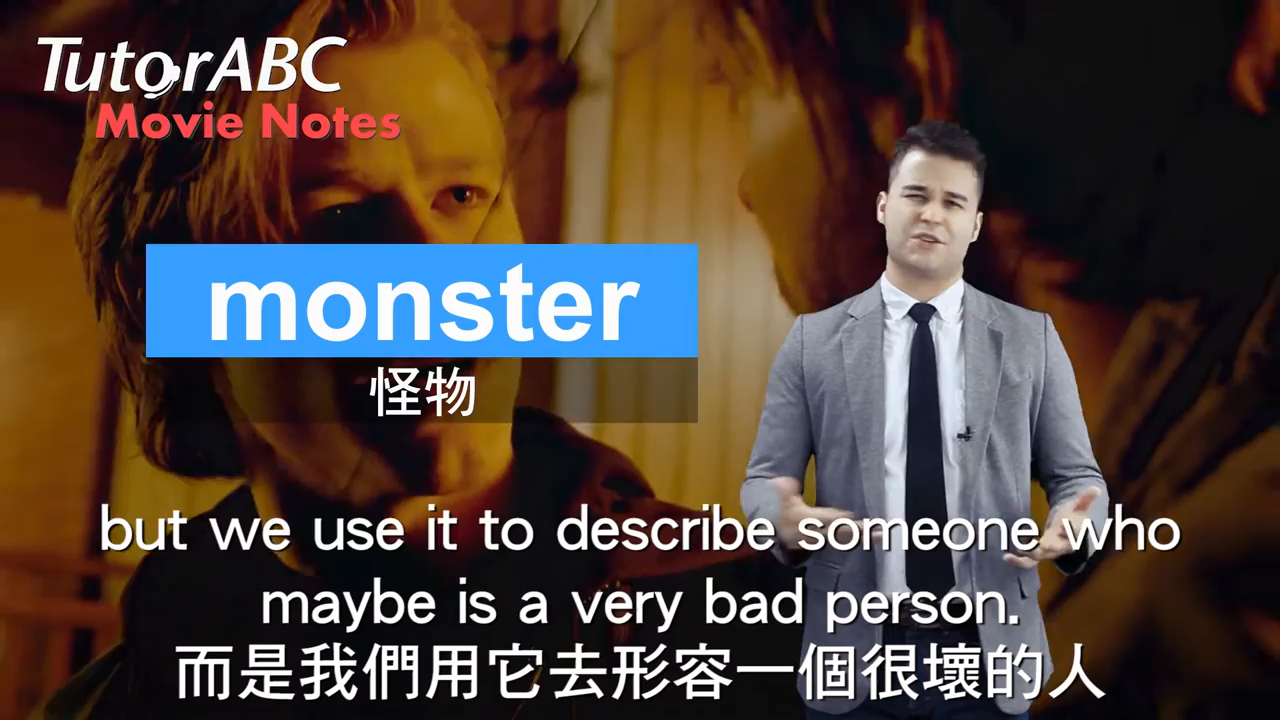 TutorABC
Movie Notes
monster
怪物
but we use it to describe someone who
maybe is a very bad person.
而是我們用它去形容一個很壞的人